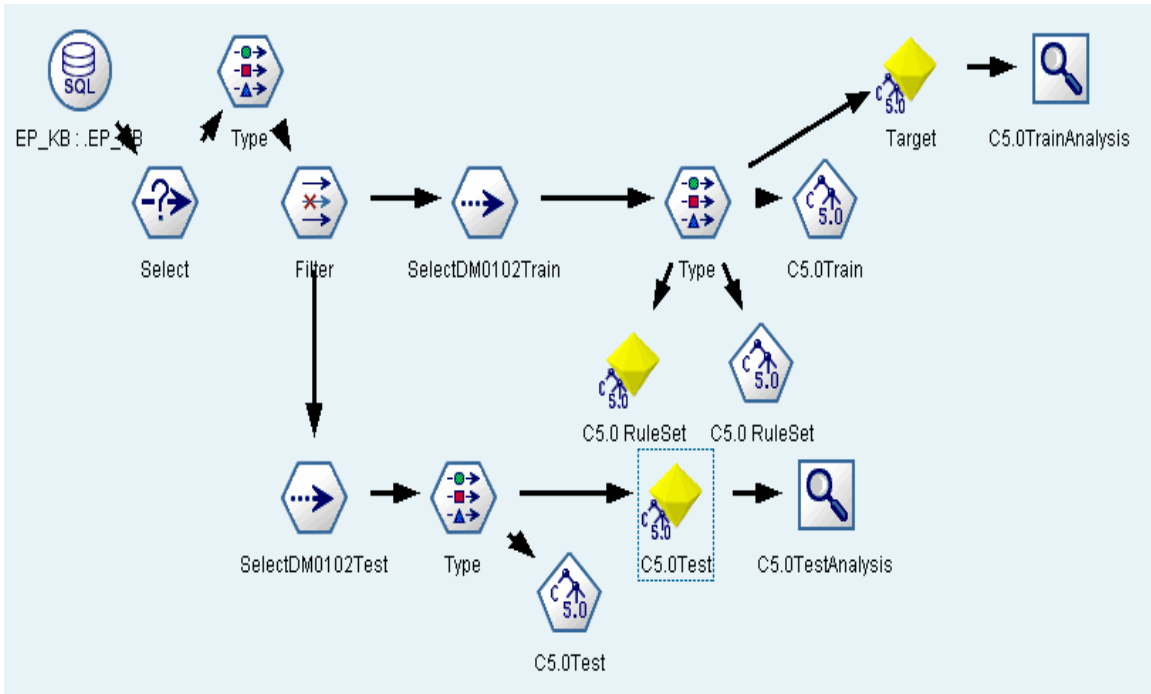 SQL
EP_KB : .EP_KB
Type
Select
Filter
SelectDM0102Train
Type
C 5.0
Target
C5.0TrainAnalysis
C 5.0
C5.0Train
C 5.0
C5.0 RuleSet
C 5.0
C5.0 RuleSet
SelectDM0102Test
Type
C 5.0
C5.0Test
C5.0TestAnalysis
C 5.0
C5.0Test